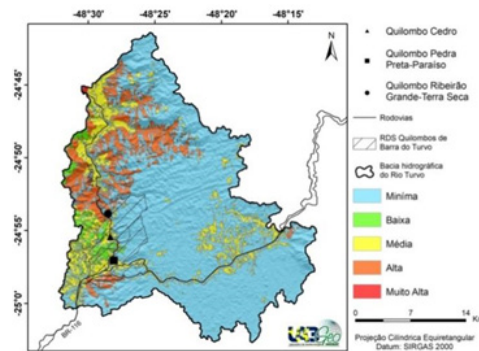 -48°30'
-48°25'
-48°20'
-48°15'
-24°45'
-24°50'
-24°55'
-25°0'
N
BR-116
Quilombo Cedro
Quilombo Pedra
Preta-Paraíso
Quilombo Ribeirão
Grande-Terra Seca
Rodovias
RDS Quilombos de
Barra do Turvo
Bacia hidrográfica
do Rio Turvo
Mínima
Baixa
Média
Alta
Muito Alta
0
7
14
Projeção Cilíndrica Equiretangular
Datum: SIRGAS 2000